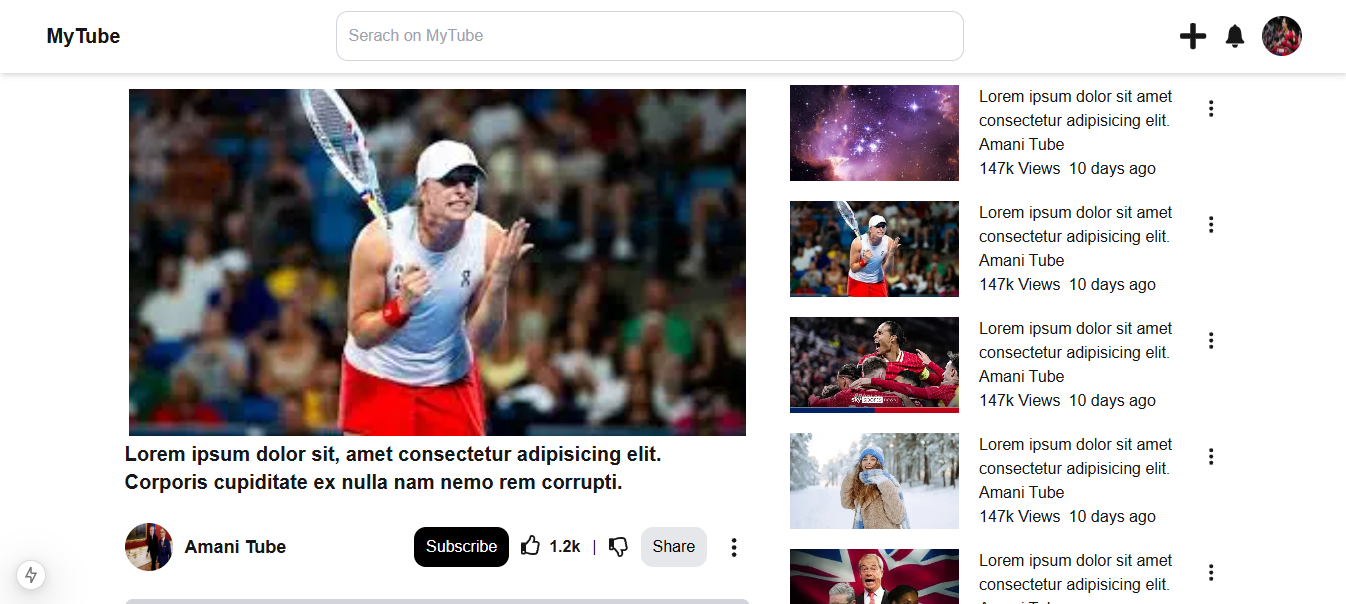 MyTube
Serach on MyTube
Lorem ipsum dolor sit, amet consectetur adipisicing elit.
Corporis cupiditate ex nulla nam nemo rem corrupti.
Amani Tube
Subscribe
1.2k
|
Share
Lorem ipsum dolor sit amet
consectetur adipisicing elit.
Amani Tube
147k Views 10 days ago
Lorem ipsum dolor sit amet
consectetur adipisicing elit.
Amani Tube
147k Views 10 days ago
Lorem ipsum dolor sit amet
consectetur adipisicing elit.
Amani Tube
147k Views 10 days ago
sky sports news
Lorem ipsum dolor sit amet
consectetur adipisicing elit.
Amani Tube
147k Views 10 days ago
Lorem ipsum dolor sit amet
consectetur adipisicing elit.